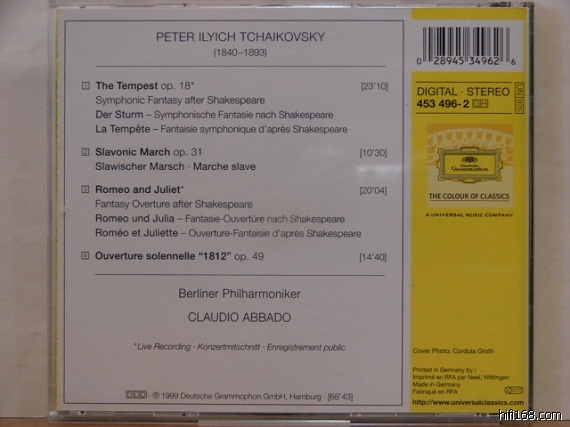 PETER ILYICH TCHAIKOVSKY
(1840–1893)
1 The Tempest op. 18* [23'10]
Symphonic Fantasy after Shakespeare
Der Sturm – Symphonische Fantasie nach Shakespeare
La Tempête – Fantaisie symphonique d'après Shakespeare
2 Slavonic March op. 31 [10'30]
Slawischer Marsch · Marche slave
3 Romeo and Juliet* [20'04]
Fantasy Overture after Shakespeare
Romeo und Julia – Fantasie-Ouvertüre nach Shakespeare
Roméo et Juliette – Ouverture-Fantaisie d'après Shakespeare
4 Ouverture solennelle "1812" op. 49 [14'40]
Berliner Philharmoniker
CLAUDIO ABBADO
*Live Recording · Konzertmitschnitt · Enregistrement public
DDD · ℗ 1999 Deutsche Grammophon GmbH, Hamburg · [68'43]
0 28945 34962 6
DIGITAL · STEREO
453 496-2 GH
Deutsche
Grammophon
THE COLOUR OF CLASSICS
A UNIVERSAL MUSIC COMPANY
Cover Photo: Cordula Groth
Printed in Germany by /
Imprimé en RFA par Neef, Wittingen
Made in Germany
Fabriqué en RFA
http://www.universalclassics.com
hifi168.com